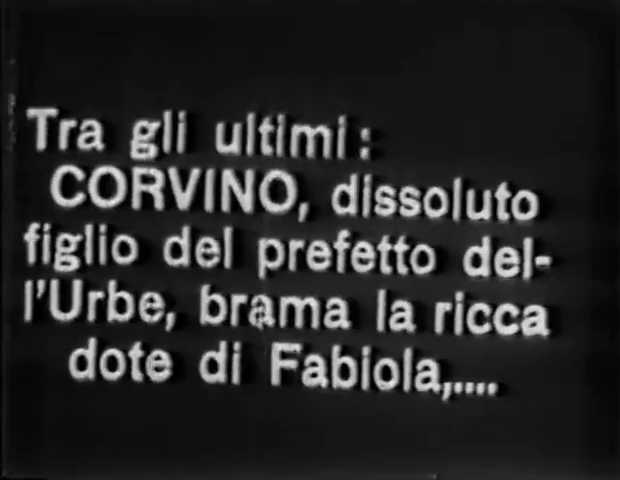 Tra gli ultimi:
CORVINO, dissoluto
figlio del prefetto del-
l'Urbe, brama la ricca
dote di Fabiola,....